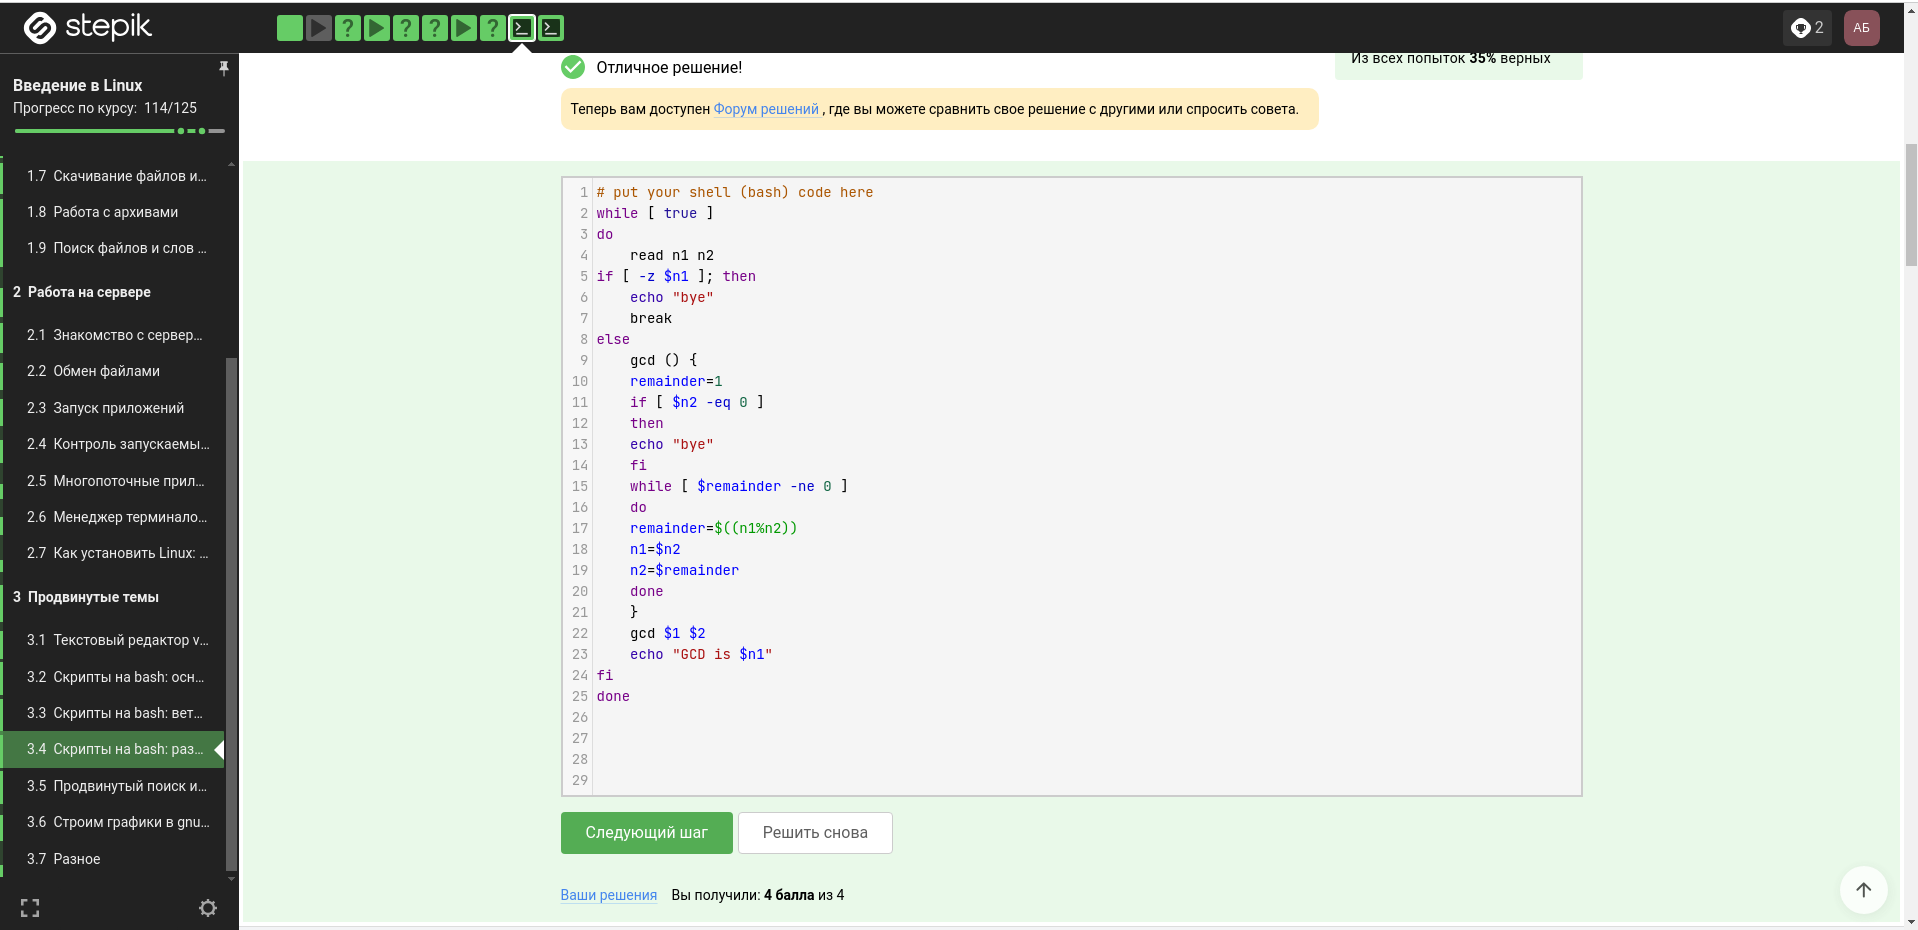 stepik
? ? ? ?
2
АБ
Введение в Linux
Прогресс по курсу: 114/125
1.7 Скачивание файлов и...
1.8 Работа с архивами
1.9 Поиск файлов и слов ...
2 Работа на сервере
2.1 Знакомство с сервер...
2.2 Обмен файлами
2.3 Запуск приложений
2.4 Контроль запускаемы...
2.5 Многопоточные прил...
2.6 Менеджер терминало...
2.7 Как установить Linux: ...
3 Продвинутые темы
3.1 Текстовый редактор v...
3.2 Скрипты на bash: осн...
3.3 Скрипты на bash: вет...
3.4 Скрипты на bash: раз...
3.5 Продвинутый поиск и...
3.6 Строим графики в gnu...
3.7 Разное
Отличное решение!
Из всех попыток 35% верных
Теперь вам доступен Форум решений , где вы можете сравнить свое решение с другими или спросить совета.
1 # put your shell (bash) code here
2 while [ true ]
3 do
4     read n1 n2
5 if [ -z $n1 ]; then
6     echo "bye"
7     break
8 else
9     gcd () {
10     remainder=1
11     if [ $n2 -eq 0 ]
12     then
13     echo "bye"
14     fi
15     while [ $remainder -ne 0 ]
16     do
17     remainder=$((n1%n2))
18     n1=$n2
19     n2=$remainder
20     done
21     }
22     gcd $1 $2
23     echo "GCD is $n1"
24 fi
25 done
26
27
28
29
Следующий шаг
Решить снова
Ваши решения Вы получили: 4 балла из 4